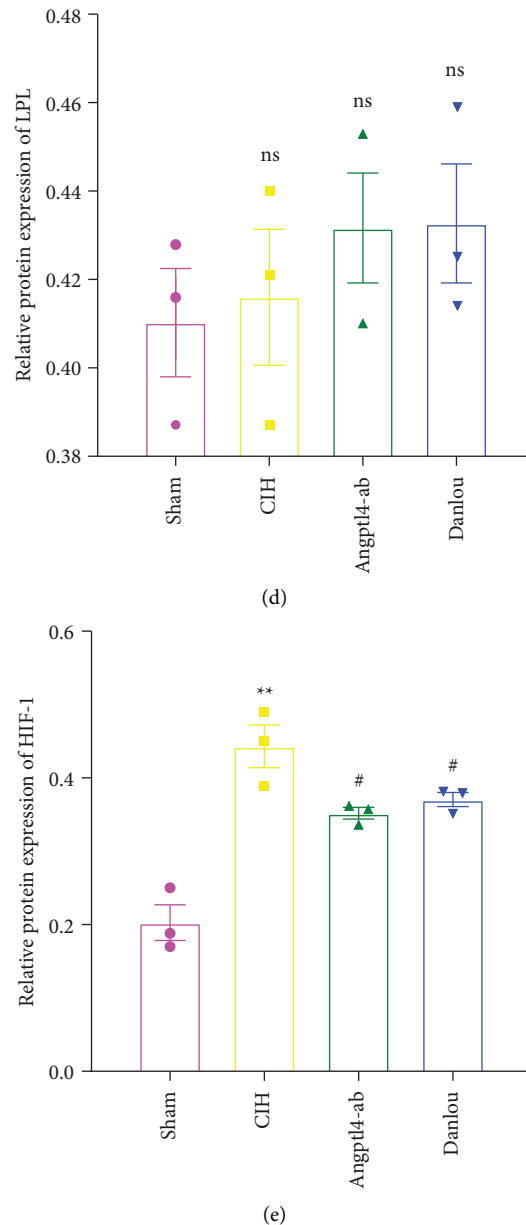 0.48
0.46
0.44
0.42
0.40
0.38
Relative protein expression of LPL
ns
ns
ns
Sham
CIH
Angptl4-ab
Danlou
(d)
0.6
0.4
0.2
0.0
Relative protein expression of HIF-1
**
#
#
Sham
CIH
Angptl4-ab
Danlou
(e)